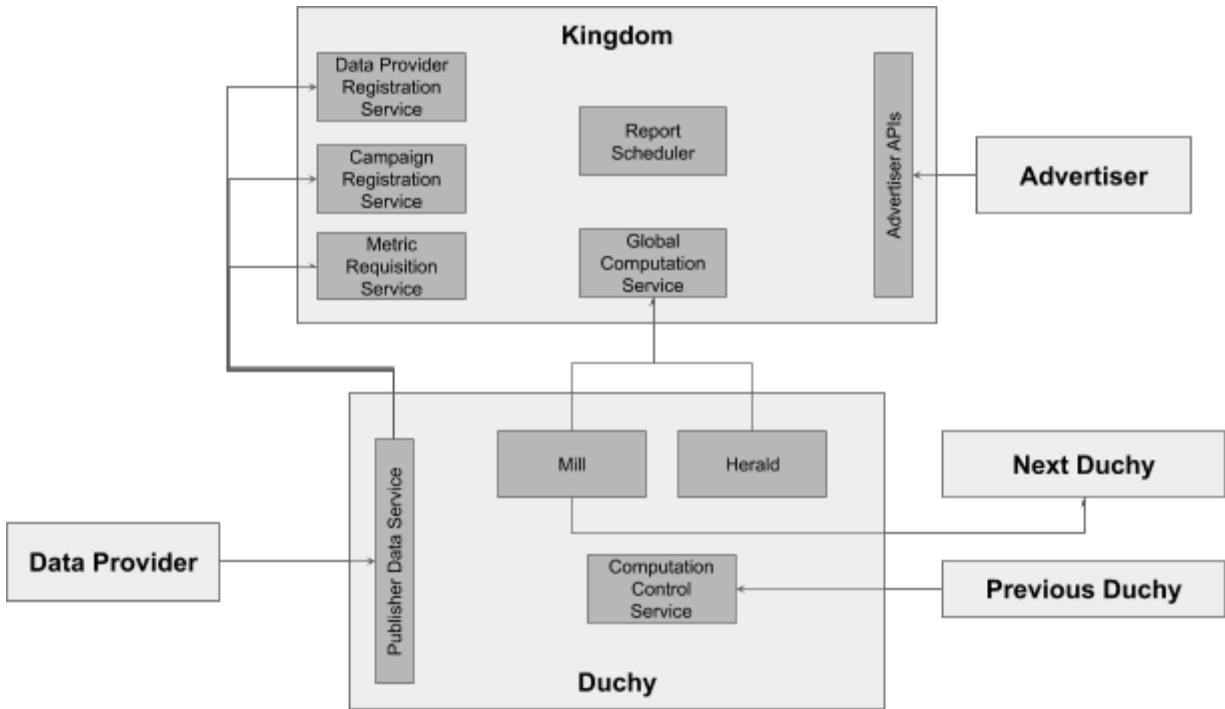 Kingdom
Data Provider
Registration
Service
Campaign
Registration
Service
Metric
Requisition
Service
Report
Scheduler
Global
Computation
Service
Advertiser APIs
Advertiser
Publisher Data Service
Mill
Herald
Computation
Control
Service
Duchy
Data Provider
Next Duchy
Previous Duchy